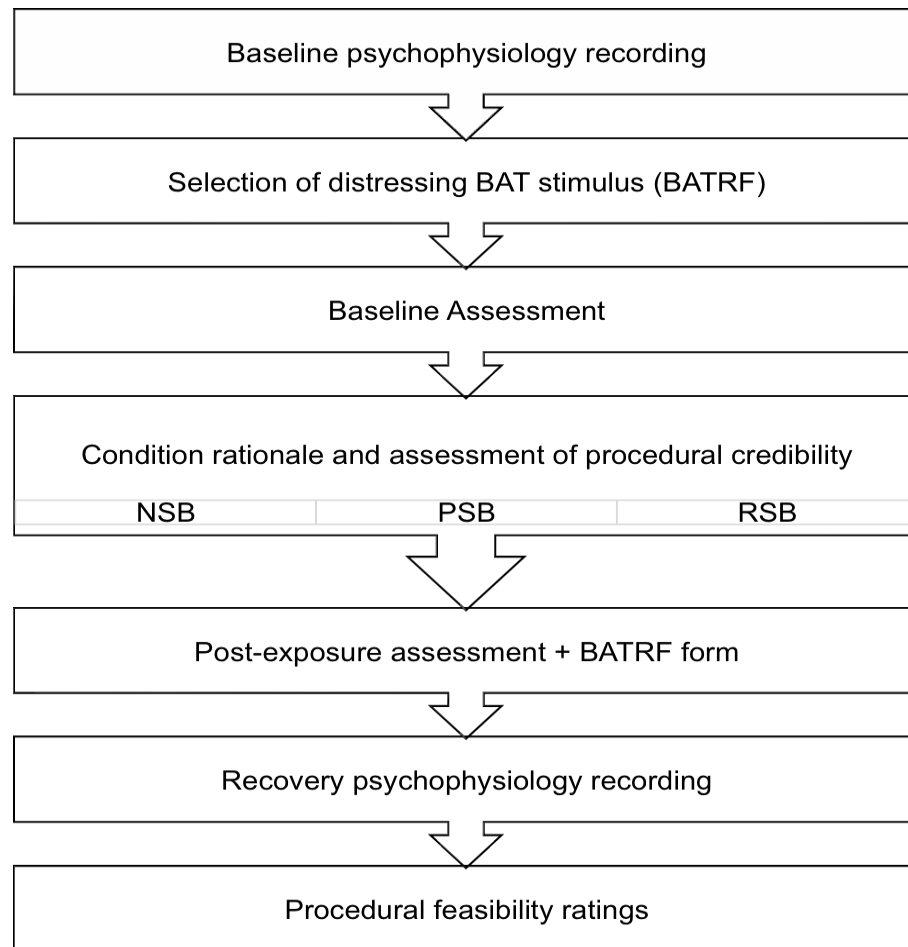 Baseline psychophysiology recording
Selection of distressing BAT stimulus (BATRF)
Baseline Assessment
Condition rationale and assessment of procedural credibility
NSB PSB RSB
Post-exposure assessment + BATRF form
Recovery psychophysiology recording
Procedural feasibility ratings